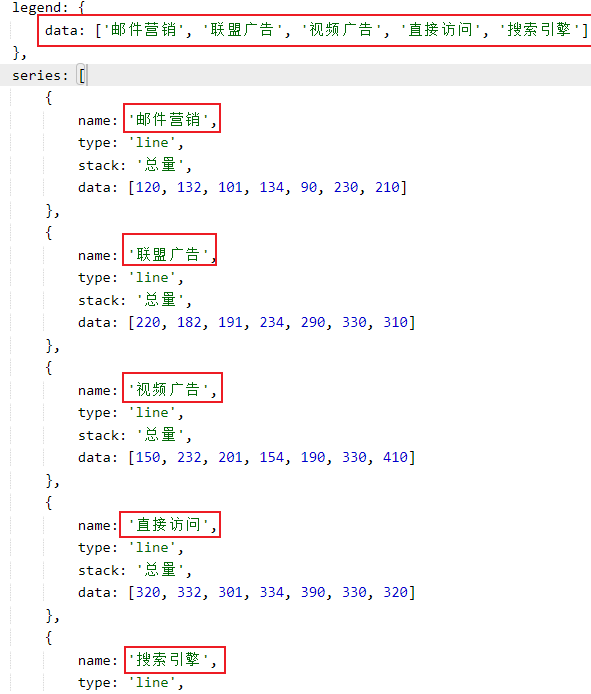 legend: {
    data: ['邮件营销', '联盟广告', '视频广告', '直接访问', '搜索引擎']
},
series: [
    {
        name: '邮件营销',
        type: 'line',
        stack: '总量',
        data: [120, 132, 101, 134, 90, 230, 210]
    },
    {
        name: '联盟广告',
        type: 'line',
        stack: '总量',
        data: [220, 182, 191, 234, 290, 330, 310]
    },
    {
        name: '视频广告',
        type: 'line',
        stack: '总量',
        data: [150, 232, 201, 154, 190, 330, 410]
    },
    {
        name: '直接访问',
        type: 'line',
        stack: '总量',
        data: [320, 332, 301, 334, 390, 330, 320]
    },
    {
        name: '搜索引擎',
        type: 'line',